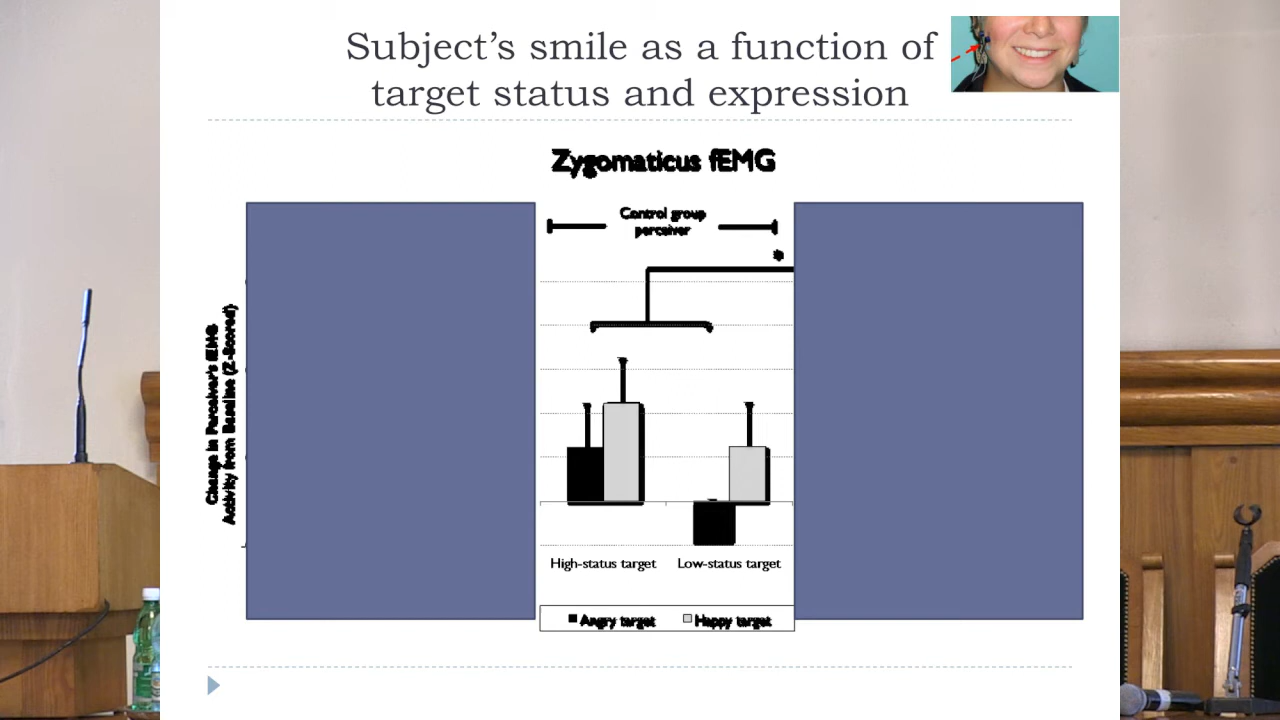 Subject's smile as a function of
target status and expression
Zygomaticus fEMG
Control group
perceiver
*
Change in Perceiver's fEMG
Activity from Baseline (Z-Scored)
High-status target
Low-status target
Angry target
Happy target